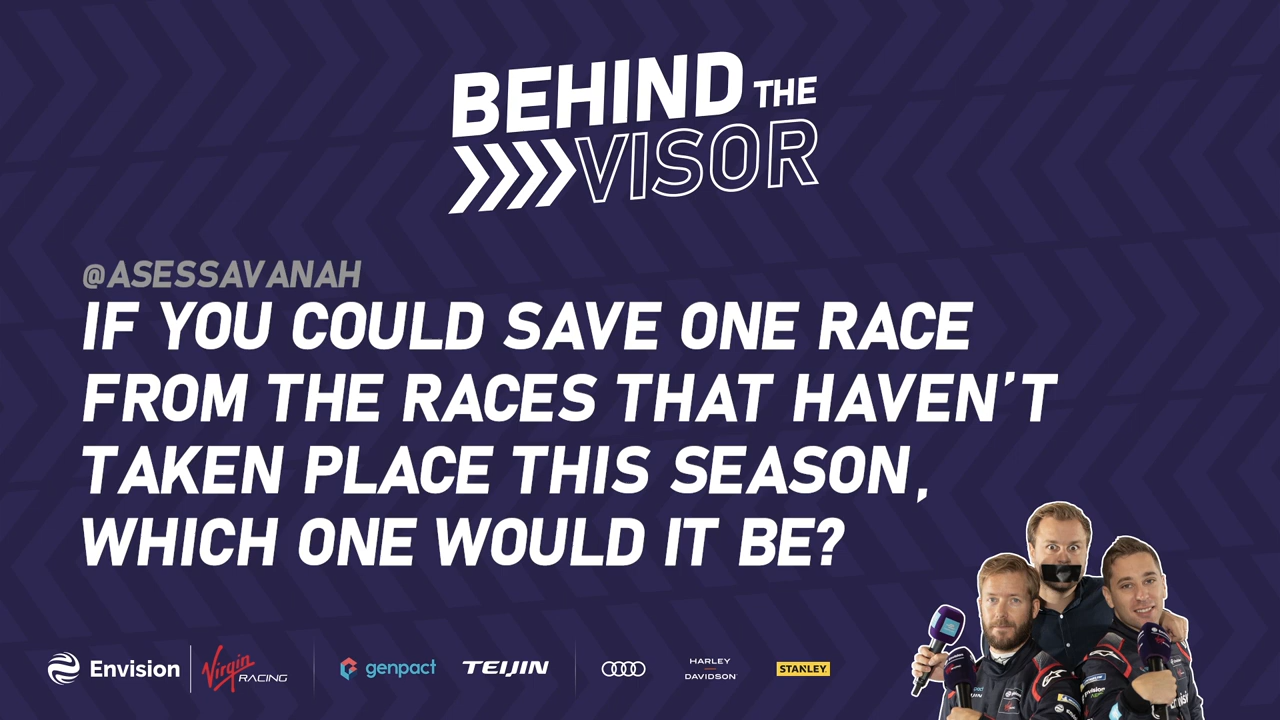 BEHIND THE
VISOR
@ASESSAVANAH
IF YOU COULD SAVE ONE RACE
FROM THE RACES THAT HAVEN'T
TAKEN PLACE THIS SEASON,
WHICH ONE WOULD IT BE?
Envision Virgin RACING genpact TEIJIN HARLEY-DAVIDSON STANLEY